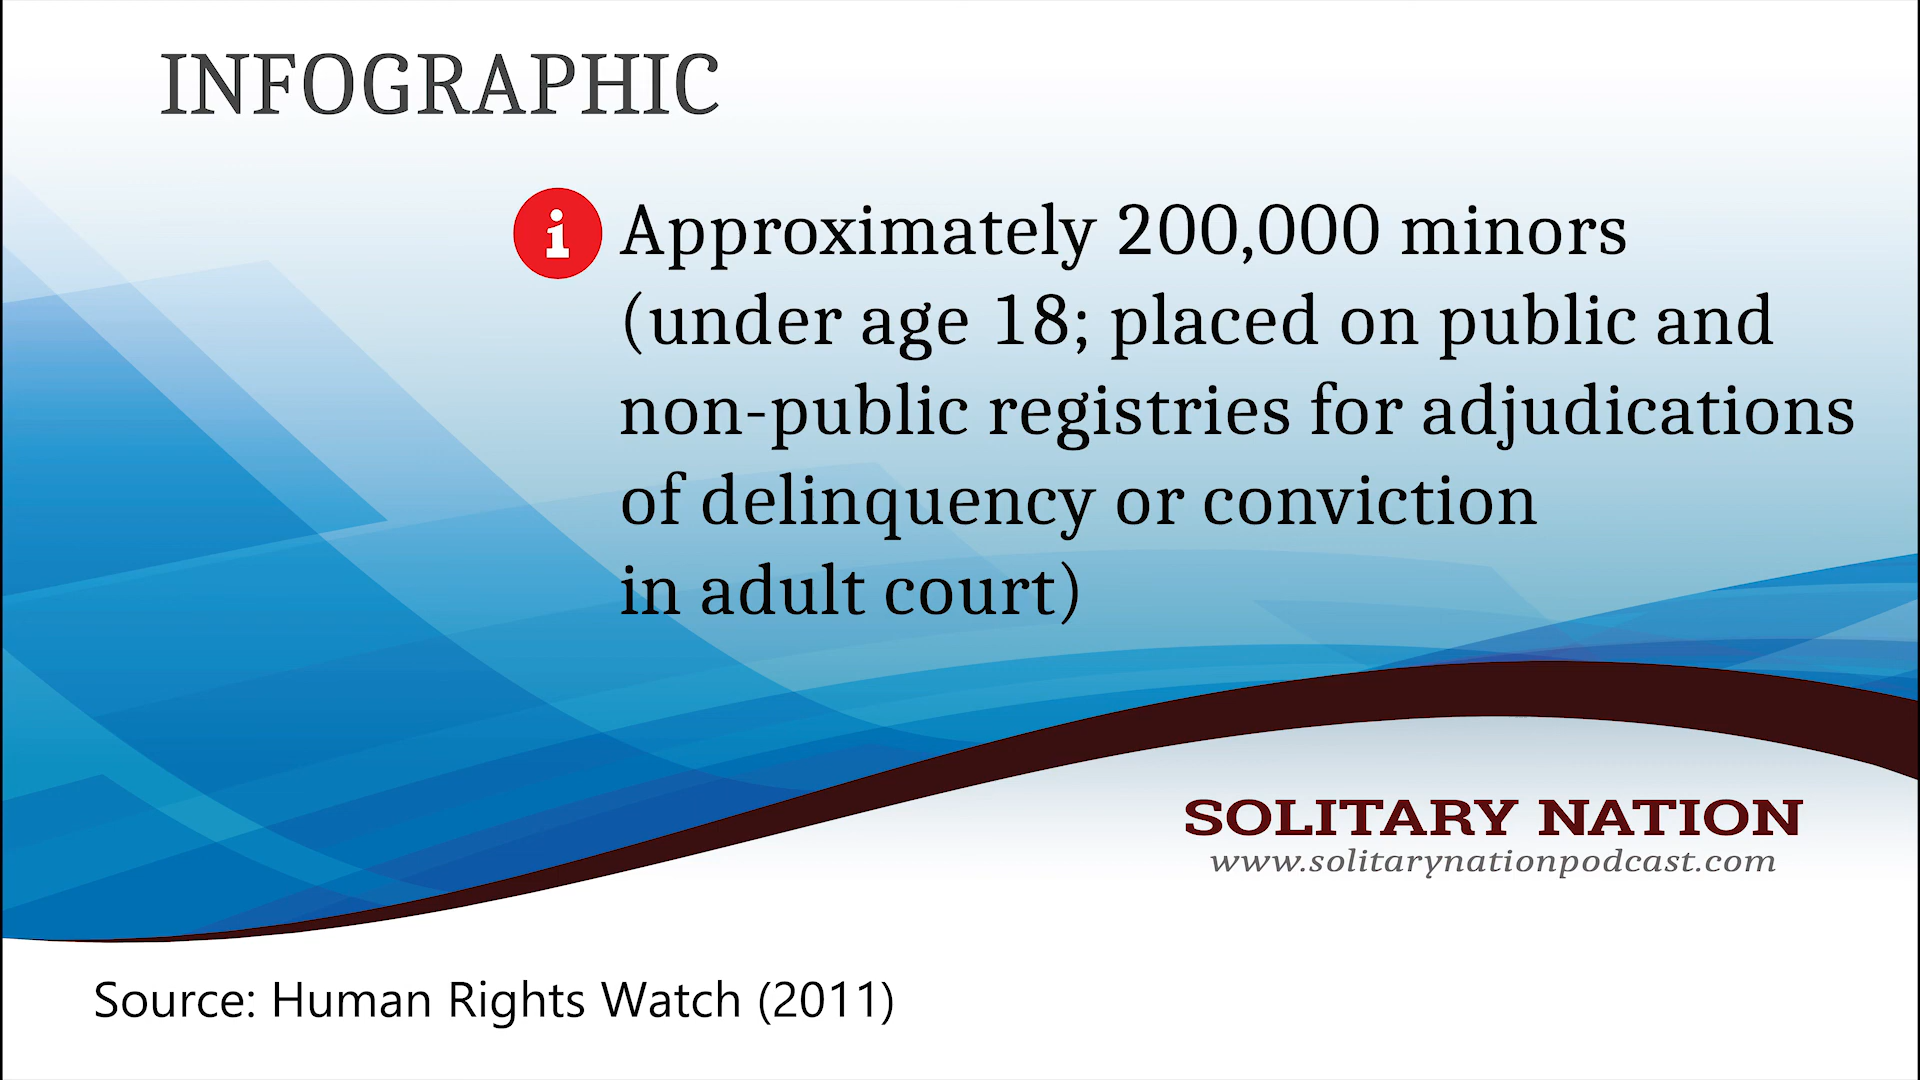 INFOGRAPHIC
i Approximately 200,000 minors
(under age 18; placed on public and
non-public registries for adjudications
of delinquency or conviction
in adult court)
SOLITARY NATION
www.solitarynationpodcast.com
Source: Human Rights Watch (2011)